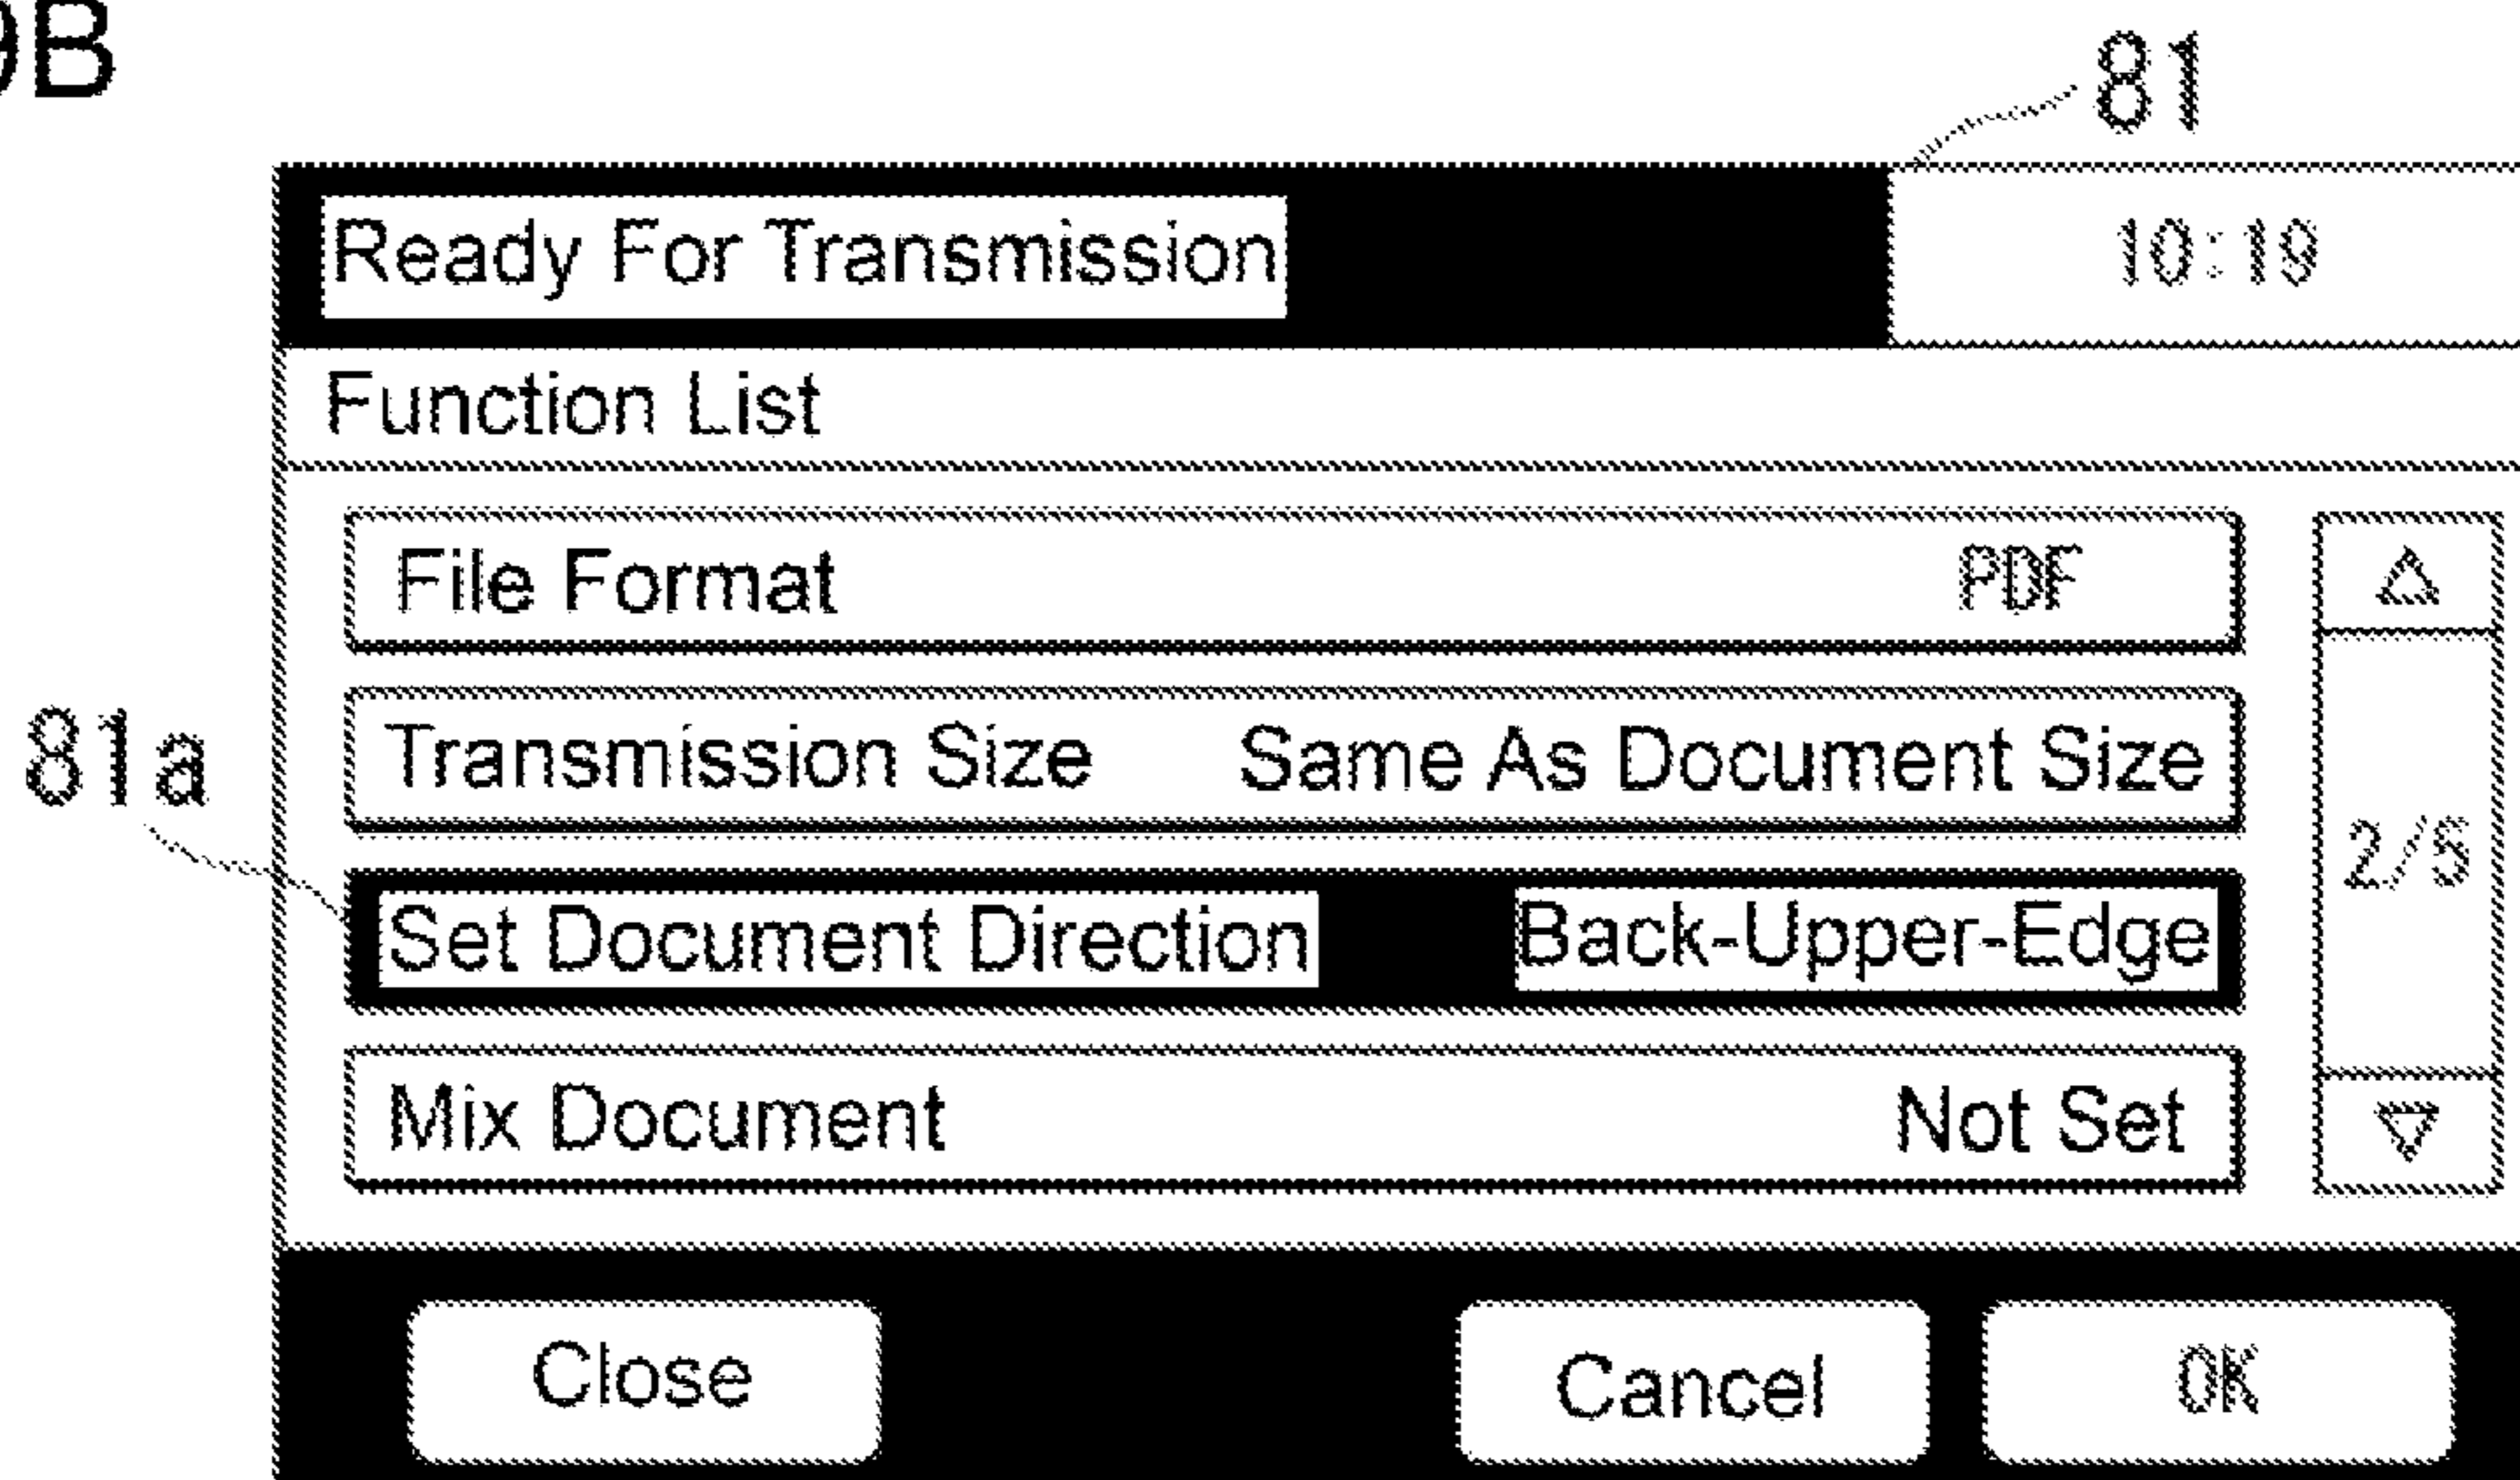 9B
81
Ready For Transmission 10:19
Function List
File Format PDF
81a
Transmission Size Same As Document Size
Set Document Direction Back-Upper-Edge
2/5
Mix Document Not Set
Close Cancel OK